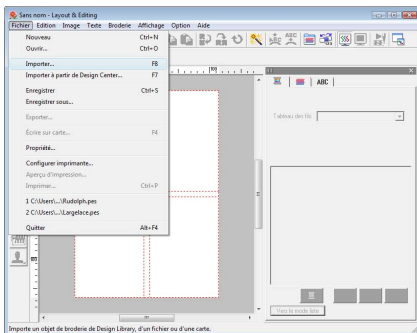 Sans nom - Layout & Editing
Fichier Edition Image Texte Broderie Affichage Option Aide
Nouveau Ctrl+N
Ouvrir... Ctrl+O
Importer... F8
Importer à partir de Design Center... F7
Enregistrer Ctrl+S
Enregistrer sous...
Exporter...
Écrire sur carte... F4
Propriété...
Configurer imprimante...
Aperçu d'impression...
Imprimer... Ctrl+P
1 C:\Users\...\Rudolph.pes
2 C:\Users\...\Largelace.pes
Quitter Alt+F4
100
ABC
Tableau des fils
Vers le mode liste
Importe un objet de broderie de Design Library, d'un fichier ou d'une carte.